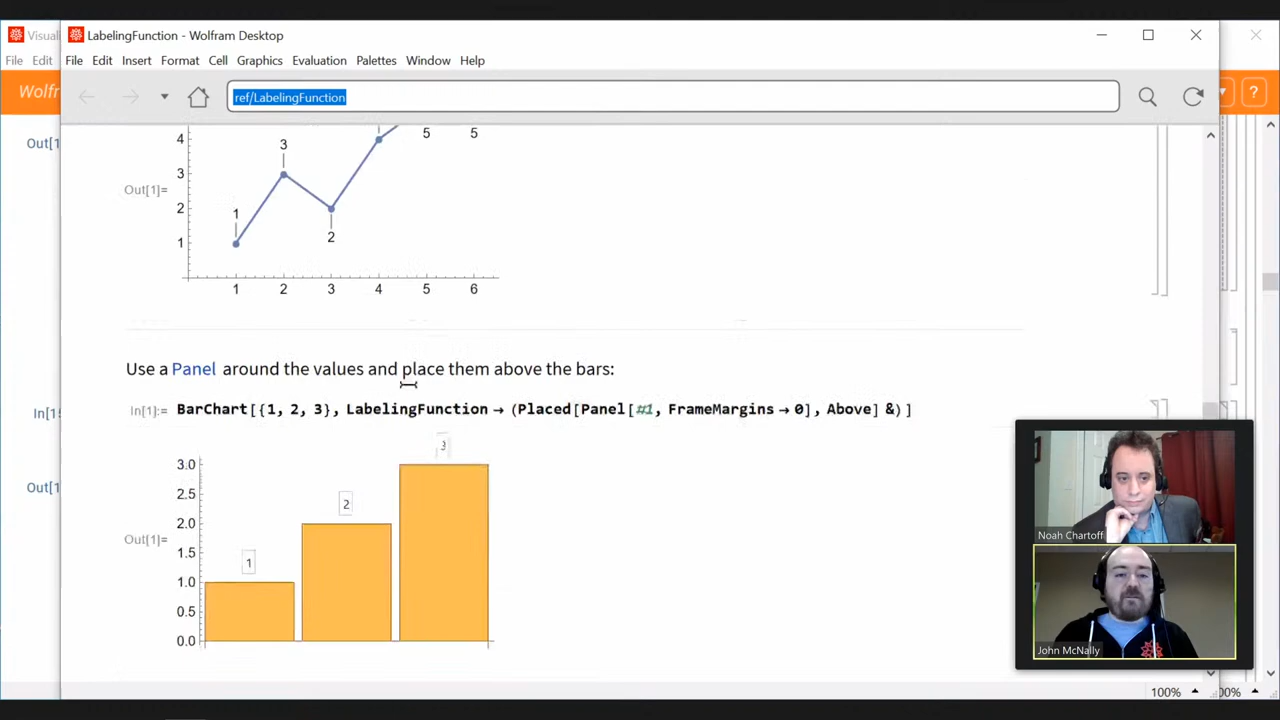 Visuali
LabelingFunction - Wolfram Desktop
File Edit
File Edit Insert Format Cell Graphics Evaluation Palettes Window Help
Wolfr
ref/LabelingFunction
?
Out[1
4
3
2
1
Out[1]=
1
3
2
5 5
1 2 3 4 5 6
Use a Panel around the values and place them above the bars:
In[15
In[1]:= BarChart[{1, 2, 3}, LabelingFunction → (Placed[Panel[#1, FrameMargins → 0], Above] &)]
Out[1
Out[1]=
3.0
2.5
2.0
1.5
1.0
0.5
0.0
1
2
3
Noah Chartoff
John McNally
100%
00%